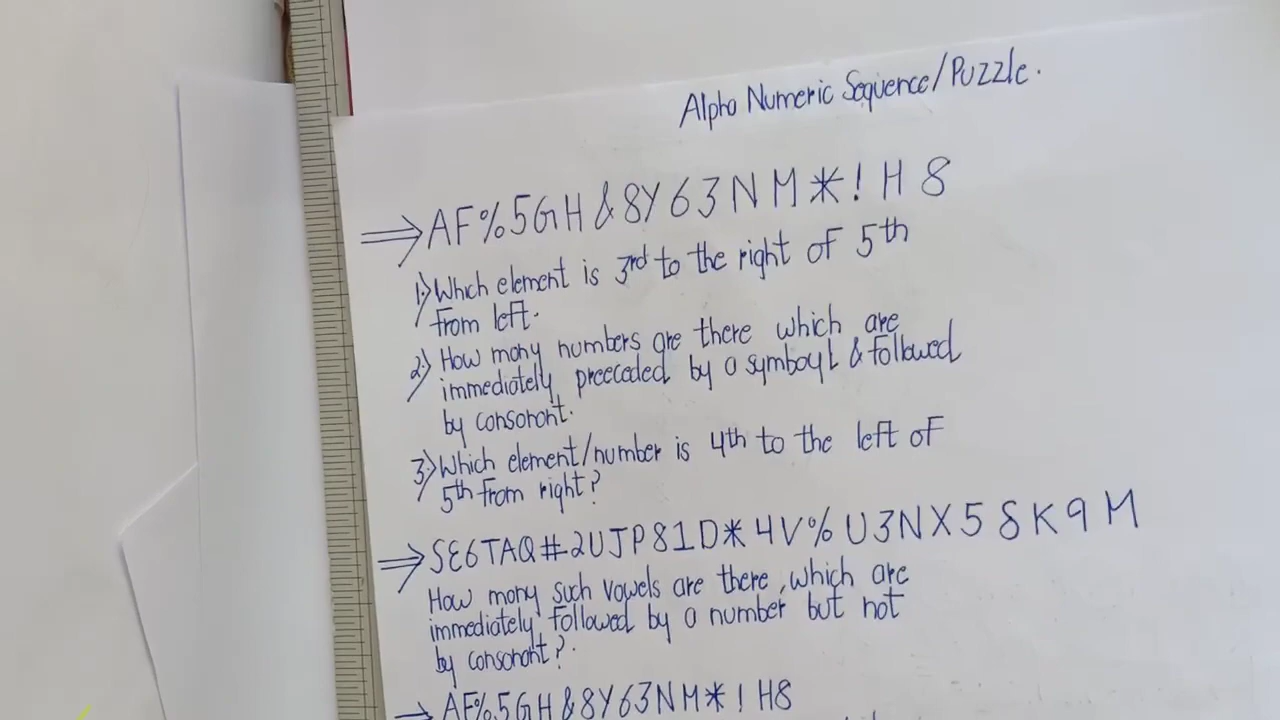 Alpha Numeric Sequence/Puzzle.
⇒ AF%5GH&8Y63NM*!H8
1) Which element is 3rd to the right of 5th
from left.
2) How many numbers are there which are
immediately preeceded by a symboyl & followed
by consonant.
3) Which element/number is 4th to the left of
5th from right?
⇒ SE6TAQ#2UJP81D*4V%U3NX58K9M
How many such vowels are there, which are
immediately followed by a number but not
by consonant?
⇒ AF%5GH&8Y63NM*!H8